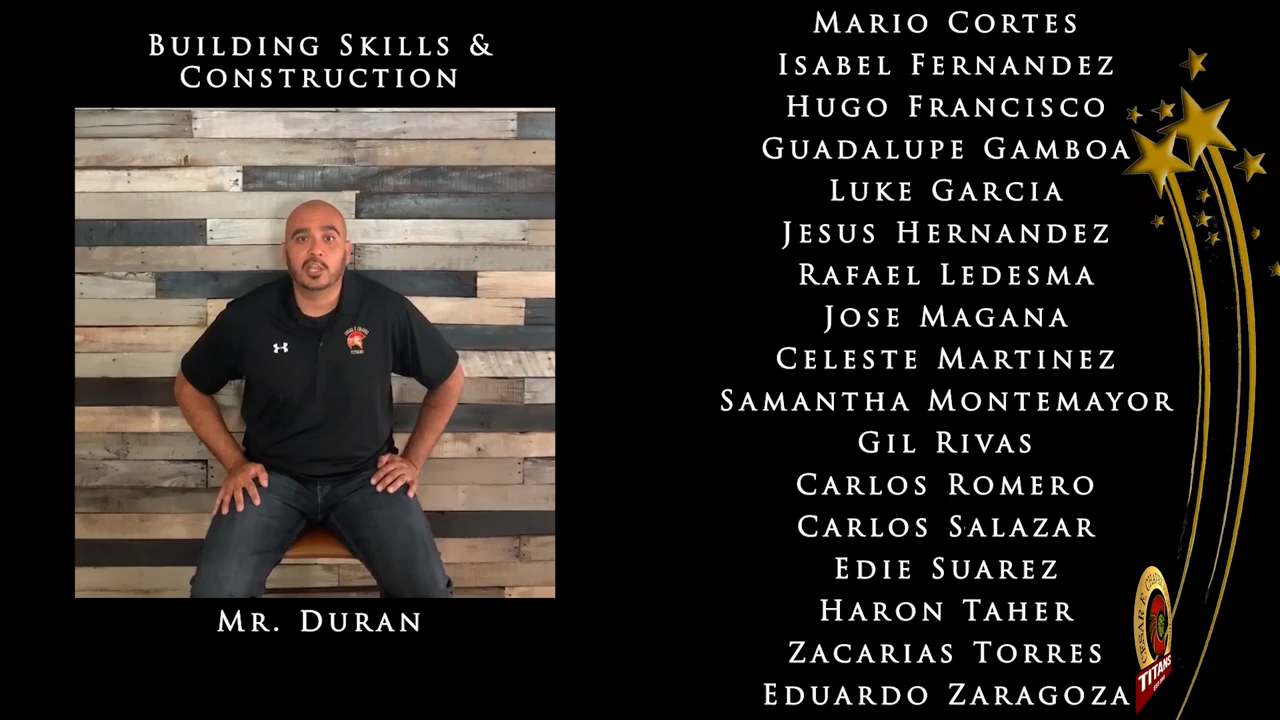 BUILDING SKILLS &
CONSTRUCTION
MR. DURAN
MARIO CORTES
ISABEL FERNANDEZ
HUGO FRANCISCO
GUADALUPE GAMBOA
LUKE GARCIA
JESUS HERNANDEZ
RAFAEL LEDESMA
JOSE MAGANA
CELESTE MARTINEZ
SAMANTHA MONTEMAYOR
GIL RIVAS
CARLOS ROMERO
CARLOS SALAZAR
EDIE SUAREZ
HARON TAHER
ZACARIAS TORRES
EDUARDO ZARAGOZA
CESAR E. CHAVEZ
TITANS